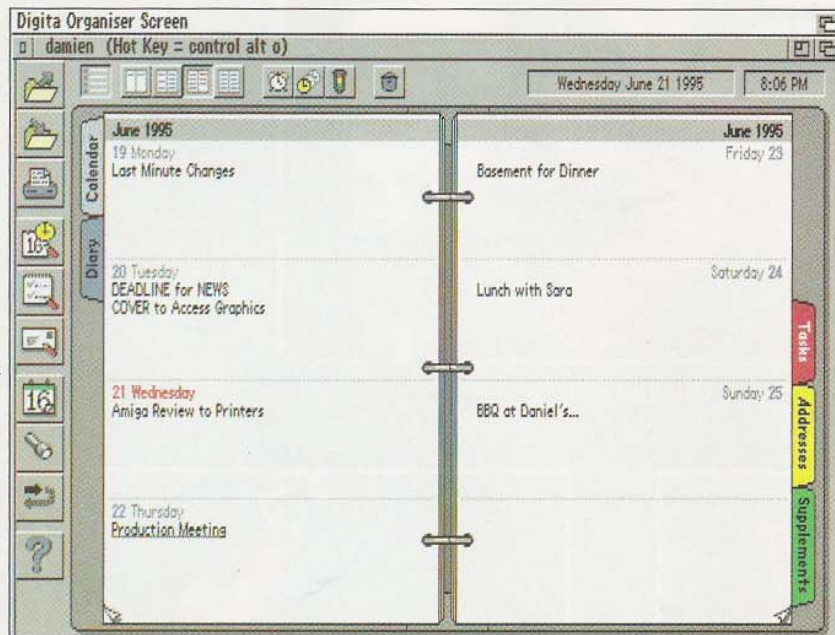 Digita Organiser Screen
damien (Hot Key = control alt o)
Wednesday June 21 1995
8:06 PM
Calendar
Diary
June 1995
19 Monday
Last Minute Changes
20 Tuesday
DEADLINE for NEWS
COVER to Access Graphics
21 Wednesday
Amiga Review to Printers
22 Thursday
Production Meeting
June 1995
Friday 23
Basement for Dinner
Saturday 24
Lunch with Sara
Sunday 25
BBQ at Daniel's...
Tasks
Addresses
Supplements
16
16
?